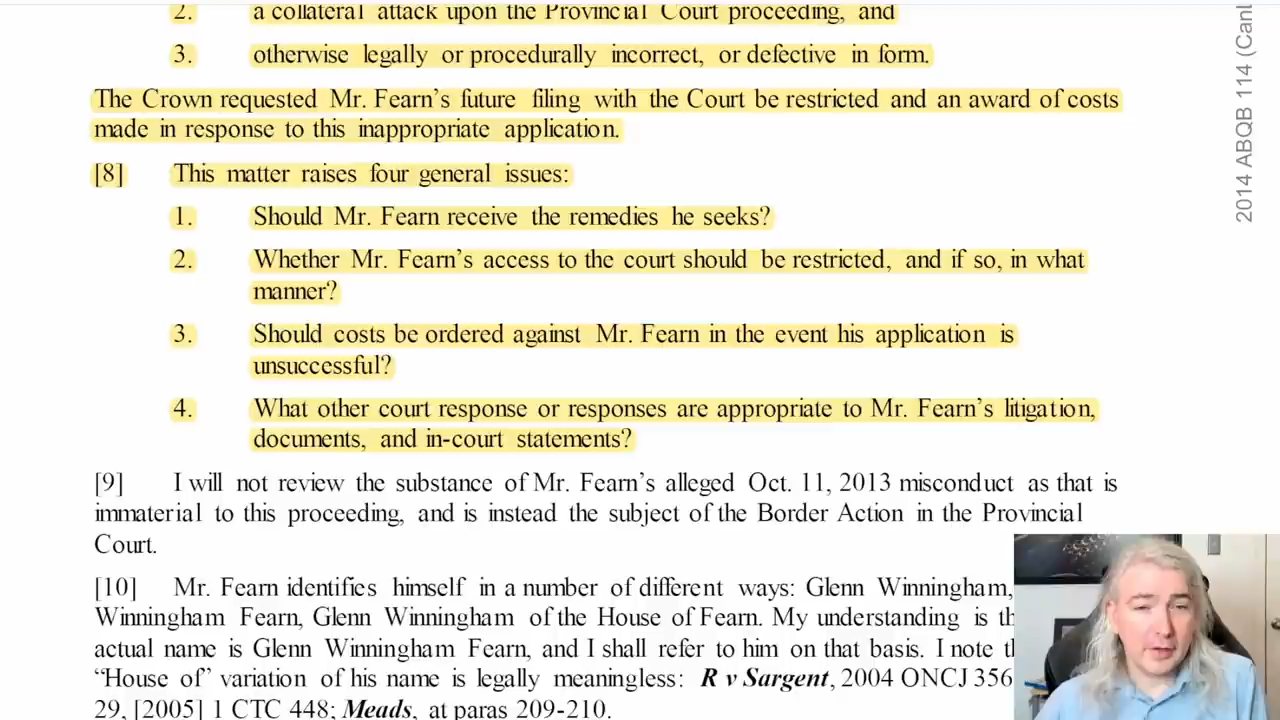 2. a collateral attack upon the Provincial Court proceeding, and
3. otherwise legally or procedurally incorrect, or defective in form.
The Crown requested Mr. Fearn's future filing with the Court be restricted and an award of costs
made in response to this inappropriate application.
[8] This matter raises four general issues:
1. Should Mr. Fearn receive the remedies he seeks?
2. Whether Mr. Fearn's access to the court should be restricted, and if so, in what
manner?
3. Should costs be ordered against Mr. Fearn in the event his application is
unsuccessful?
4. What other court response or responses are appropriate to Mr. Fearn's litigation,
documents, and in-court statements?
[9] I will not review the substance of Mr. Fearn's alleged Oct. 11, 2013 misconduct as that is
immaterial to this proceeding, and is instead the subject of the Border Action in the Provincial
Court.
[10] Mr. Fearn identifies himself in a number of different ways: Glenn Winningham,
Winningham Fearn, Glenn Winningham of the House of Fearn. My understanding is
actual name is Glenn Winningham Fearn, and I shall refer to him on that basis. I note
"House of" variation of his name is legally meaningless: R v Sargent, 2004 ONCJ 356
29, [2005] 1 CTC 448; Meads, at paras 209-210.
2014 ABQB 114